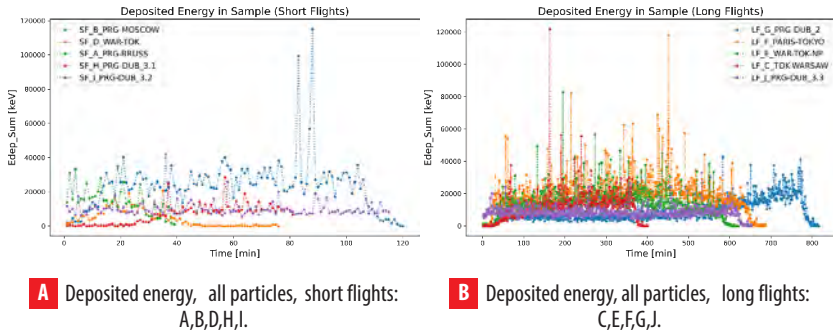 Deposited Energy in Sample (Short Flights)
SF_B_PRG-MOSCOW
SF_D_WAR-TOK
SF_A_PRG-RRUSS
SF_H_PRG-DUB_3.1
SF_I_PRG-DUB_3.2
Edep_Sum [keV]
120000
100000
80000
60000
40000
20000
0
0 20 40 60 80 100 120
Time [min]
Deposited Energy in Sample (Long Flights)
LF_G_PRG-DUB_2
LF_F_PARIS-TOKYO
LF_E_WAR-TOK-NP
LF_C_TOK-WARSAW
LF_J_PRG-DUB_3.3
Edep_Sum [keV]
120000
100000
80000
60000
40000
20000
0
0 100 200 300 400 500 600 700 800
Time [min]
A Deposited energy, all particles, short flights:
A,B,D,H,I.
B Deposited energy, all particles, long flights:
C,E,F,G,J.